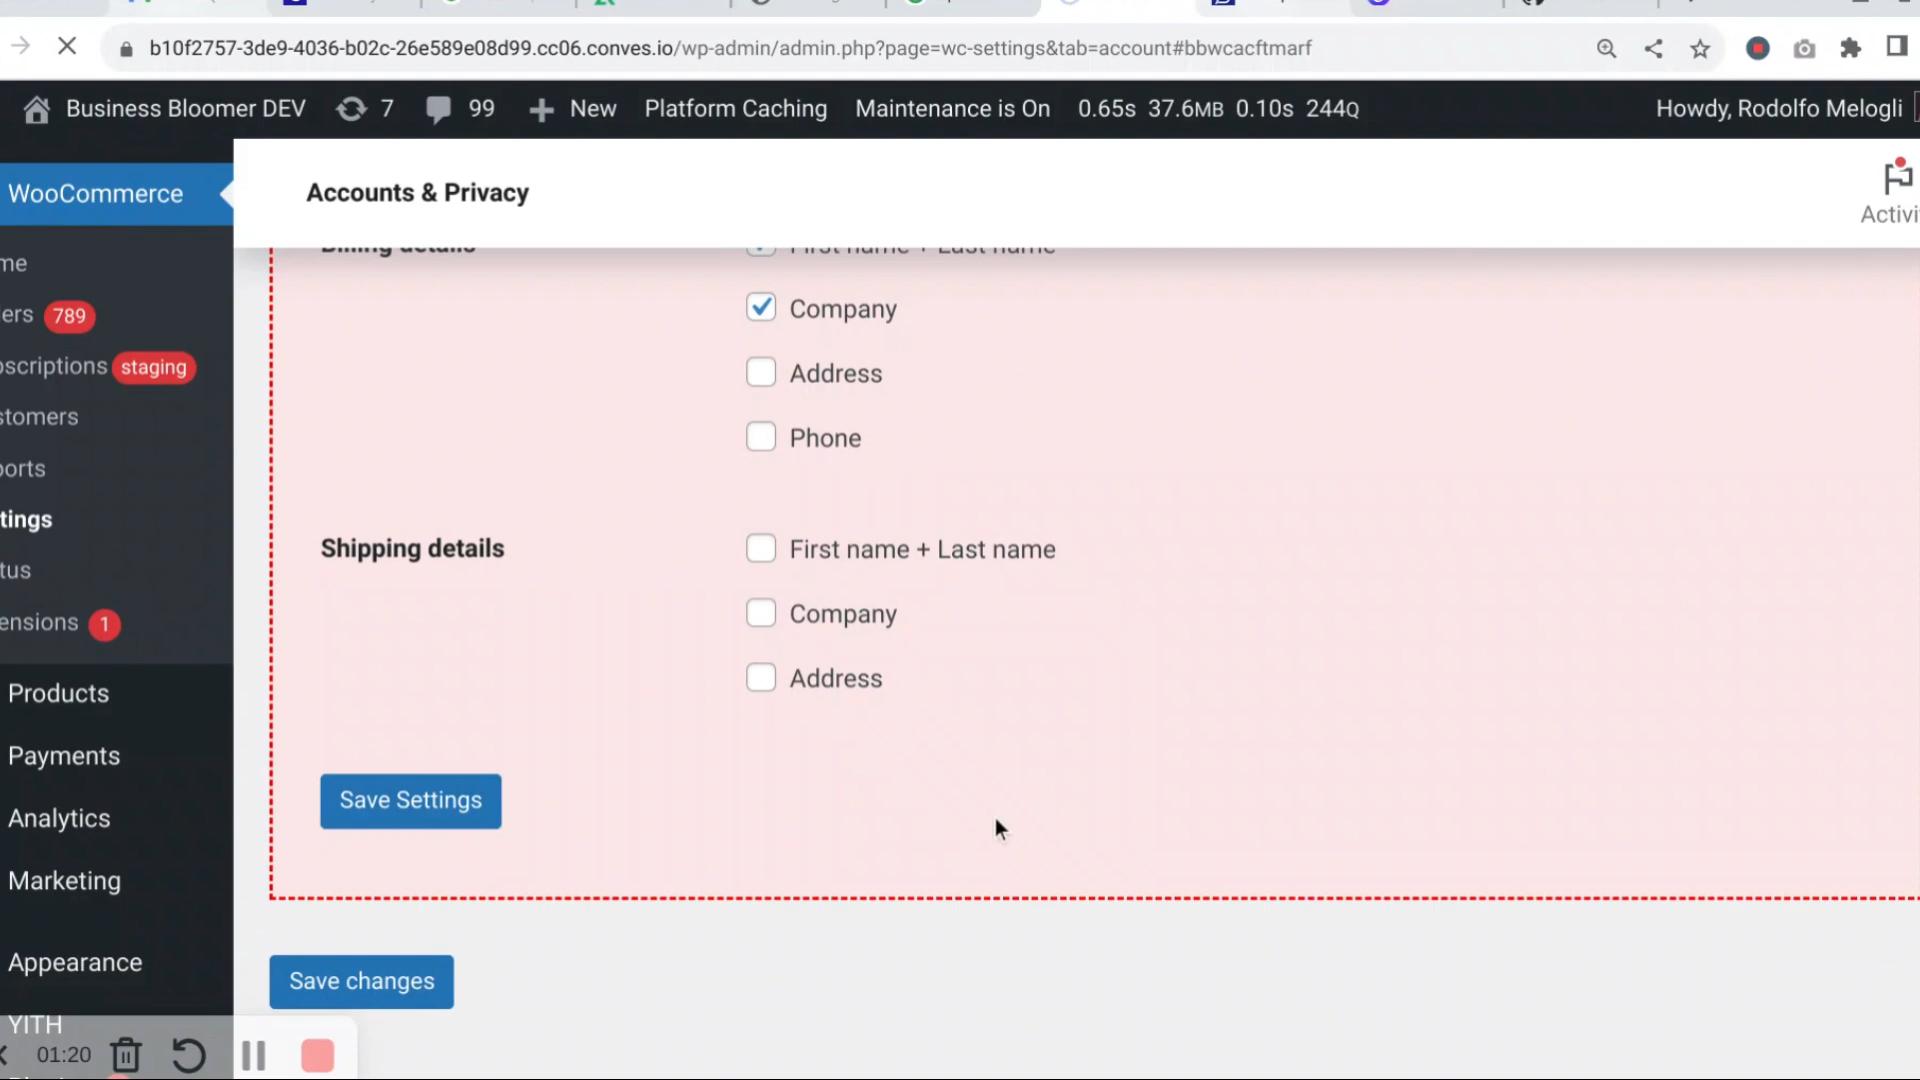 b10f2757-3de9-4036-b02c-26e589e08d99.cc06.conves.io/wp-admin/admin.php?page=wc-settings&tab=account#bbwcacftmarf
Business Bloomer DEV 7 99 New Platform Caching Maintenance is On 0.65s 37.6MB 0.10s 244Q Howdy, Rodolfo Melogli
WooCommerce
Accounts & Privacy
Activi
me
Billing details First name + Last name
ers 789
Company
oscriptions staging
Address
stomers
Phone
ports
tings
Shipping details First name + Last name
tus
Company
ensions 1
Address
Products
Payments
Save Settings
Analytics
Marketing
Appearance
Save changes
YITH
01:20